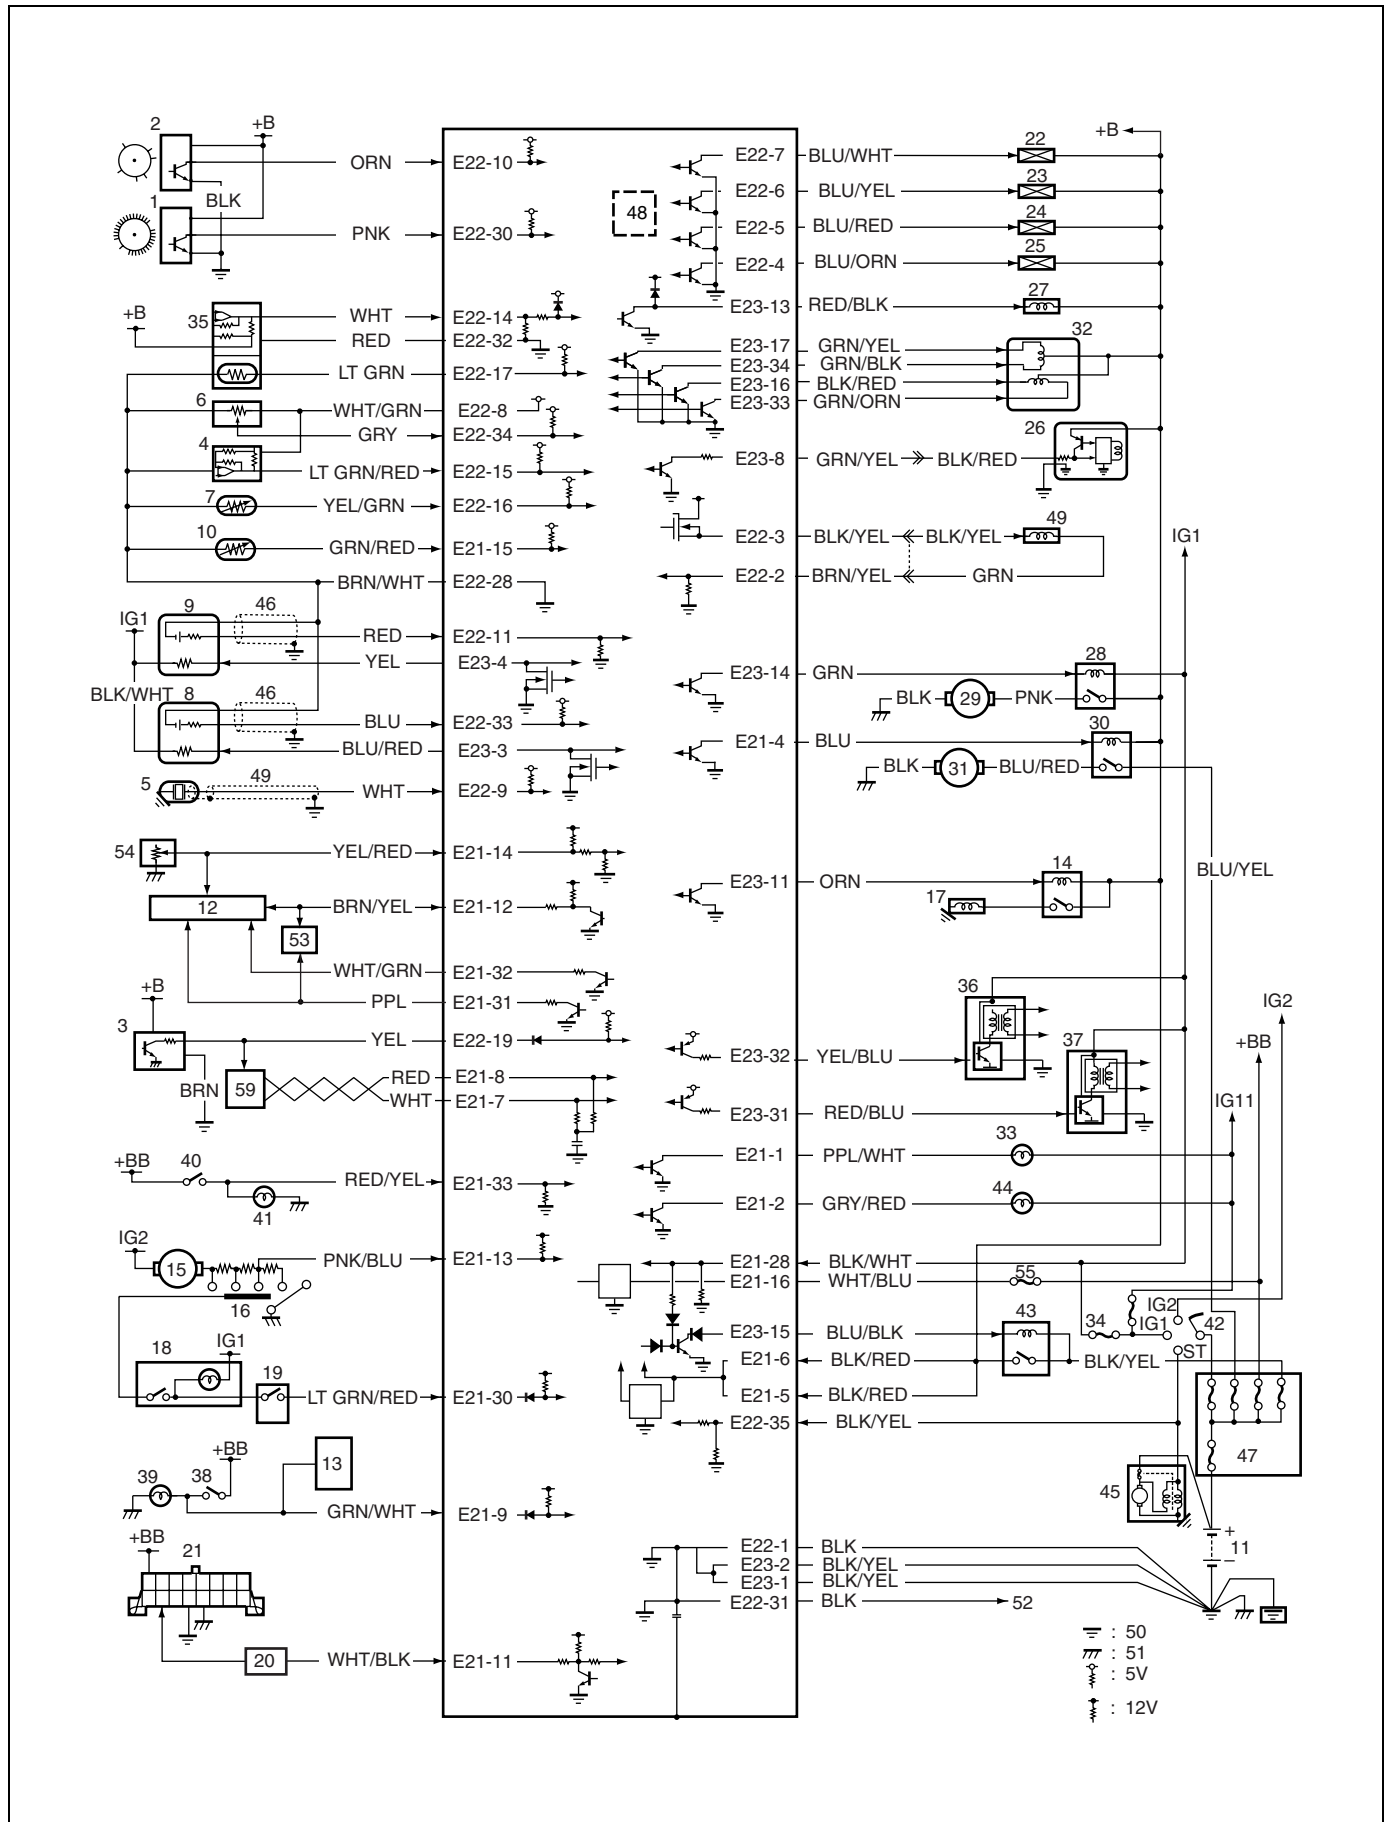 2 +B ORN E22-10
1 BLK
PNK E22-30
+B 35 WHT E22-14
RED E22-32
LT GRN E22-17
6 WHT/GRN E22-8
GRY E22-34
4 LT GRN/RED E22-15
7 YEL/GRN E22-16
10 GRN/RED E21-15
BRN/WHT E22-28
IG1 9 46 RED E22-11
YEL E23-4
BLK/WHT 8 46 BLU E22-33
BLU/RED E23-3
5 49 WHT E22-9
54 YEL/RED E21-14
12 BRN/YEL E21-12
53
WHT/GRN E21-32
+B PPL E21-31
3 YEL E22-19
BRN 59 RED E21-8
WHT E21-7
+BB 40 RED/YEL E21-33
41
IG2 15 PNK/BLU E21-13
16
18 IG1 19 LT GRN/RED E21-30
39 38 +BB 13
GRN/WHT E21-9
+BB 21
20 WHT/BLK E21-11
48
+B
E22-7 BLU/WHT 22
E22-6 BLU/YEL 23
E22-5 BLU/RED 24
E22-4 BLU/ORN 25
E23-13 RED/BLK 27
E23-17 GRN/YEL 32
E23-34 GRN/BLK
E23-16 BLK/RED
E23-33 GRN/ORN
E23-8 GRN/YEL BLK/RED 26
E22-3 BLK/YEL BLK/YEL 49
E22-2 BRN/YEL GRN
IG1
E23-14 GRN 28
BLK 29 PNK
E21-4 BLU 30
BLK 31 BLU/RED
BLU/YEL
E23-11 ORN 14
17
36
E23-32 YEL/BLU
37
E23-31 RED/BLU
IG2
+BB
IG11
E21-1 PPL/WHT 33
E21-2 GRY/RED 44
E21-28 BLK/WHT
E21-16 WHT/BLU 55
E23-15 BLU/BLK 43 34 IG1 IG2 42
E21-6 BLK/RED BLK/YEL ST
E21-5 BLK/RED
E22-35 BLK/YEL
47
45
+
11
–
E22-1 BLK
E23-2 BLK/YEL
E23-1 BLK/YEL
E22-31 BLK 52
: 50
: 51
: 5V
: 12V